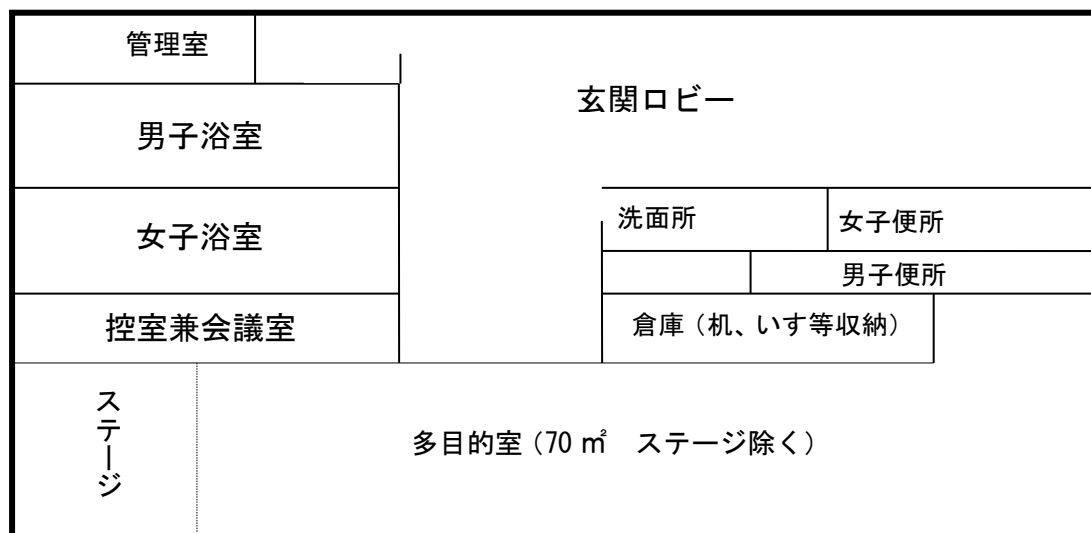 管理室
玄関ロビー
男子浴室
洗面所
女子便所
女子浴室
男子便所
控室兼会議室
倉庫（机、いす等収納）
ステージ
多目的室（70 ㎡　ステージ除く）